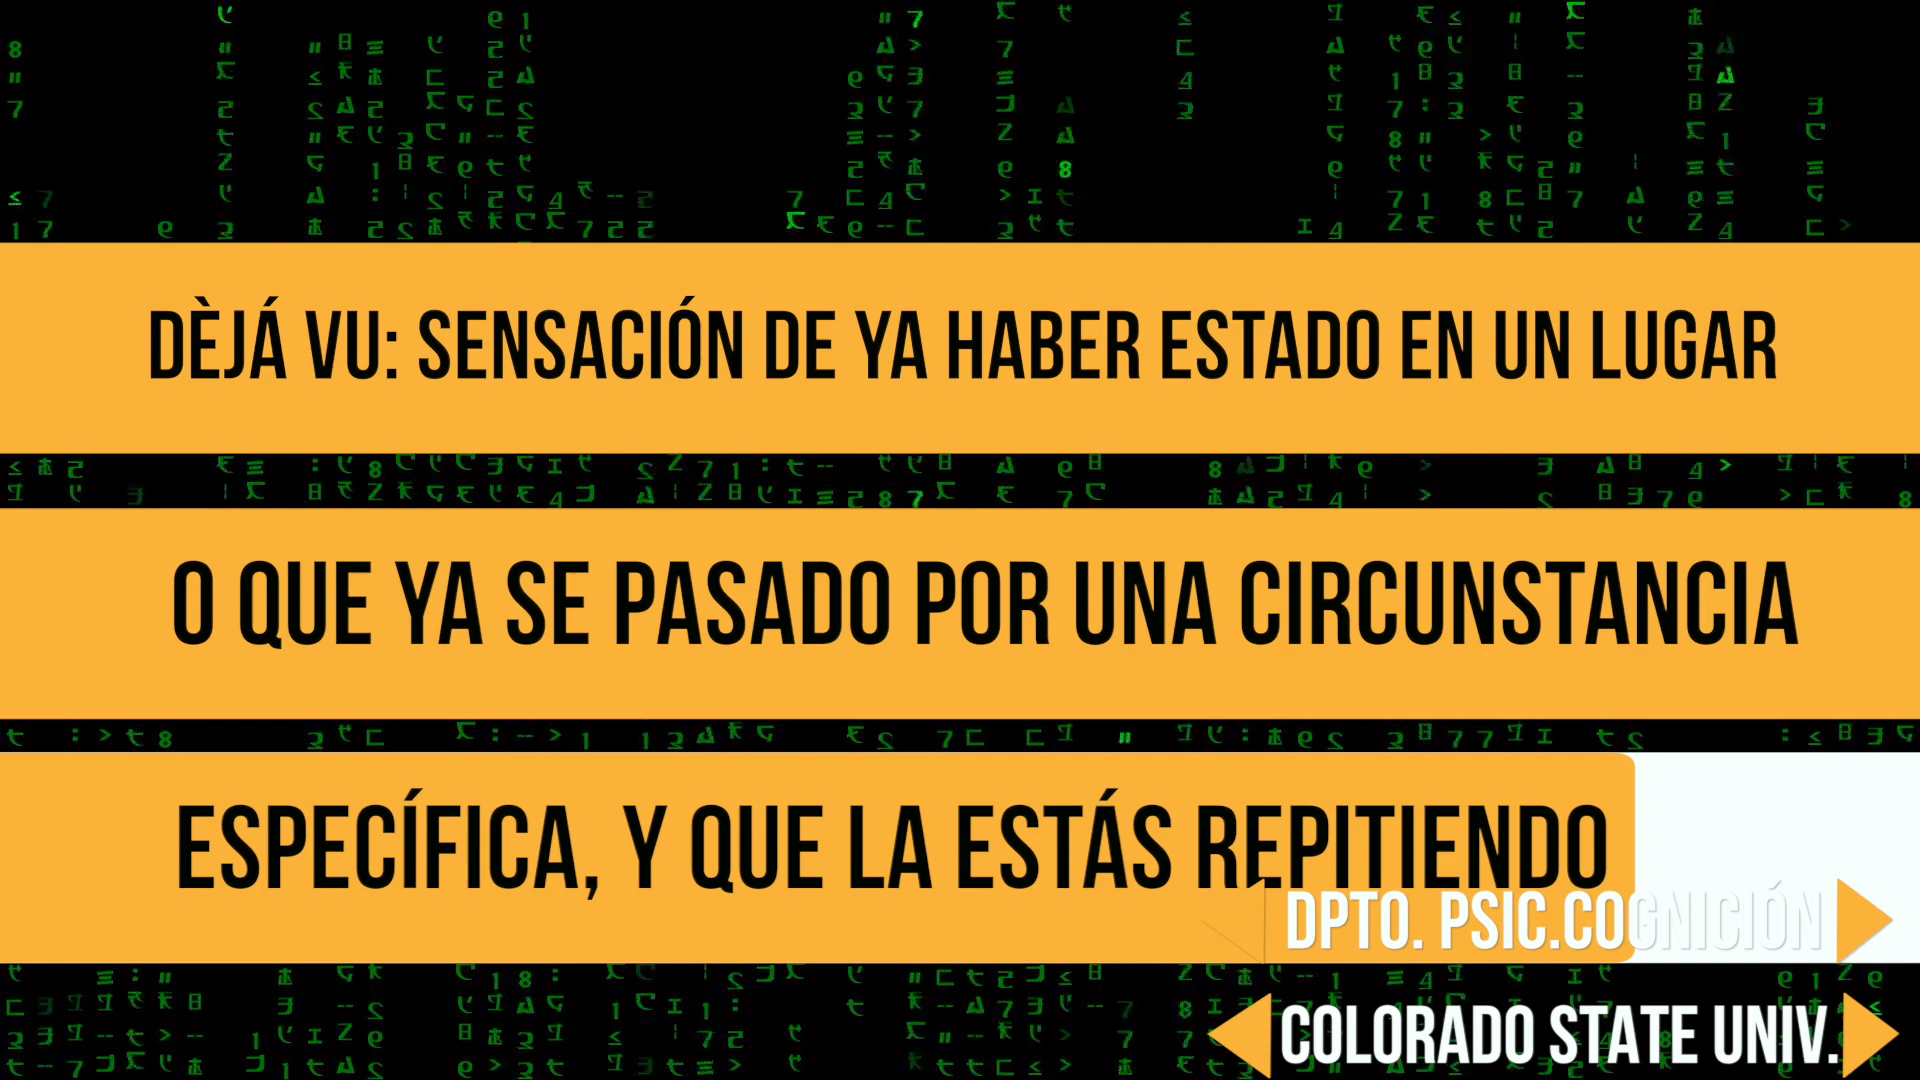 DÈJÁ VU: SENSACIÓN DE YA HABER ESTADO EN UN LUGAR
O QUE YA SE PASADO POR UNA CIRCUNSTANCIA
ESPECÍFICA, Y QUE LA ESTÁS REPITIENDO
DPTO. PSIC.COGNICIÓN
COLORADO STATE UNIV.